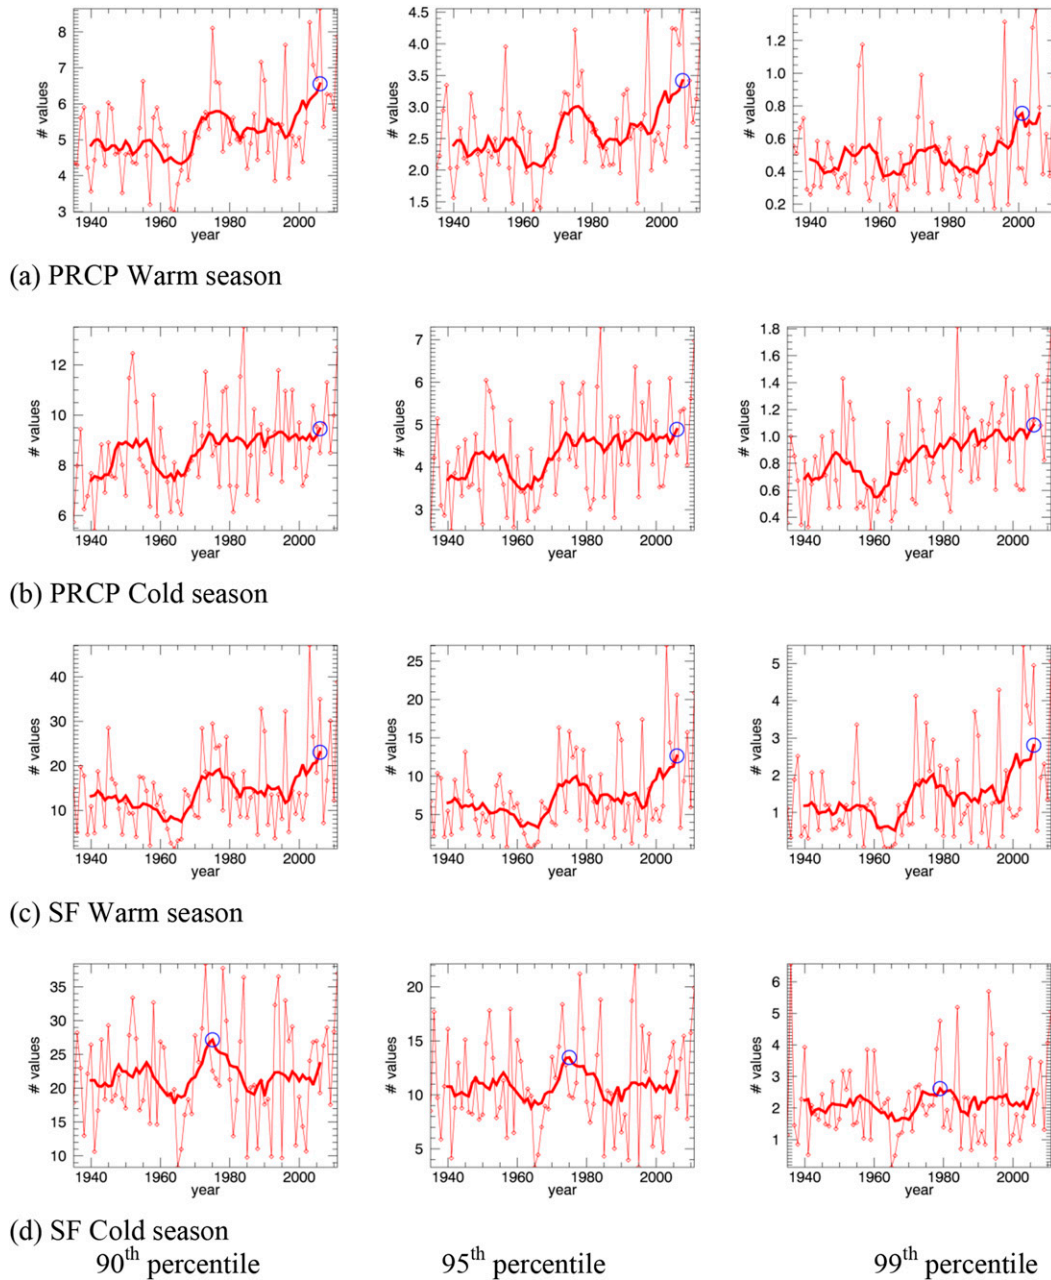 # values
8
7
6
5
4
3
1940 1960 1980 2000
year
# values
4.5
4.0
3.5
3.0
2.5
2.0
1.5
1940 1960 1980 2000
year
# values
1.2
1.0
0.8
0.6
0.4
0.2
1940 1960 1980 2000
year
(a) PRCP Warm season
# values
12
10
8
6
1940 1960 1980 2000
year
# values
7
6
5
4
3
1940 1960 1980 2000
year
# values
1.8
1.6
1.4
1.2
1.0
0.8
0.6
0.4
1940 1960 1980 2000
year
(b) PRCP Cold season
# values
40
30
20
10
1940 1960 1980 2000
year
# values
25
20
15
10
5
1940 1960 1980 2000
year
# values
5
4
3
2
1
1940 1960 1980 2000
year
(c) SF Warm season
# values
35
30
25
20
15
10
1940 1960 1980 2000
year
# values
20
15
10
5
1940 1960 1980 2000
year
# values
6
5
4
3
2
1
1940 1960 1980 2000
year
(d) SF Cold season
90th percentile 95th percentile 99th percentile